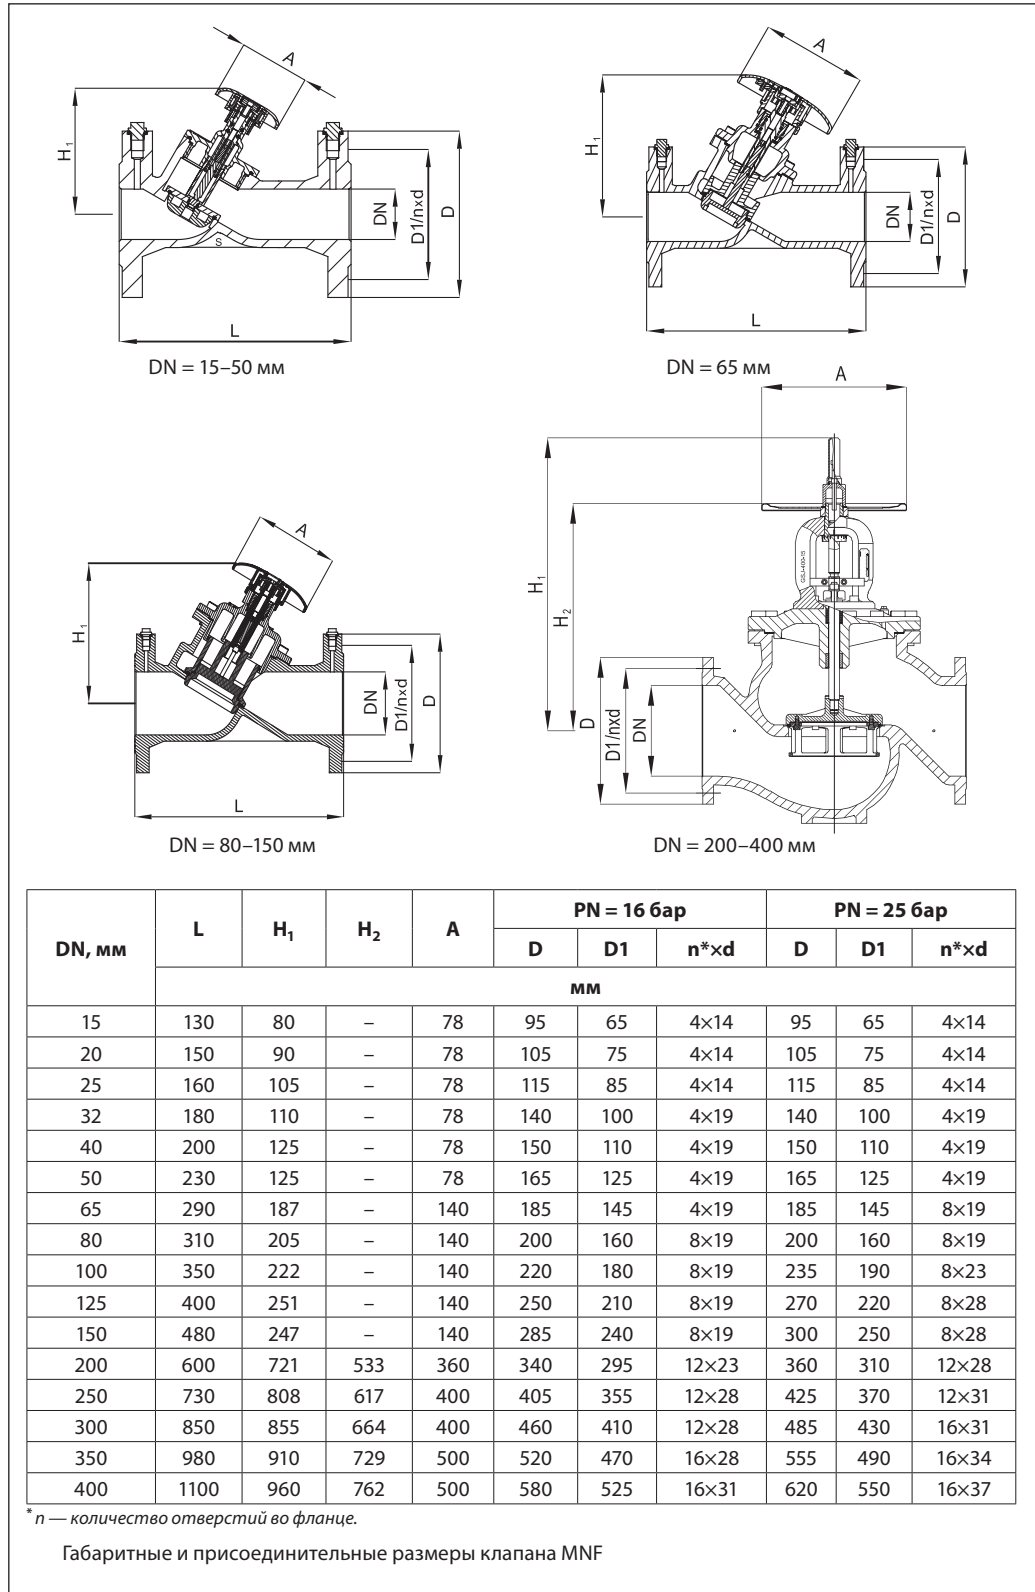 A
H1
DN
D1/n×d
D
S
L
DN = 15–50 мм
A
H1
DN
D1/n×d
D
L
DN = 65 мм
A
H1
DN
D1/n×d
D
L
DN = 80–150 мм
A
H1
H2
D
D1/n×d
DN
DN = 200–400 мм
DN, мм L H1 H2 A PN = 16 бар PN = 25 бар
D D1 n*×d D D1 n*×d
мм
15 130 80 – 78 95 65 4×14 95 65 4×14
20 150 90 – 78 105 75 4×14 105 75 4×14
25 160 105 – 78 115 85 4×14 115 85 4×14
32 180 110 – 78 140 100 4×19 140 100 4×19
40 200 125 – 78 150 110 4×19 150 110 4×19
50 230 125 – 78 165 125 4×19 165 125 4×19
65 290 187 – 140 185 145 4×19 185 145 8×19
80 310 205 – 140 200 160 8×19 200 160 8×19
100 350 222 – 140 220 180 8×19 235 190 8×23
125 400 251 – 140 250 210 8×19 270 220 8×28
150 480 247 – 140 285 240 8×19 300 250 8×28
200 600 721 533 360 340 295 12×23 360 310 12×28
250 730 808 617 400 405 355 12×28 425 370 12×31
300 850 855 664 400 460 410 12×28 485 430 16×31
350 980 910 729 500 520 470 16×28 555 490 16×34
400 1100 960 762 500 580 525 16×31 620 550 16×37
* n — количество отверстий во фланце.
Габаритные и присоединительные размеры клапана MNF